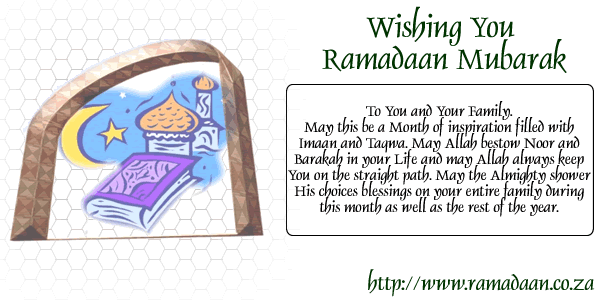 Wishing You
Ramadaan Mubarak
To You and Your Family.
May this be a Month of inspiration filled with
Imaan and Taqwa. May Allah bestow Noor and
Barakah in your Life and may Allah always keep
You on the straight path. May the Almighty shower
His choices blessings on your entire family during
this month as well as the rest of the year.
http://www.ramadaan.co.za